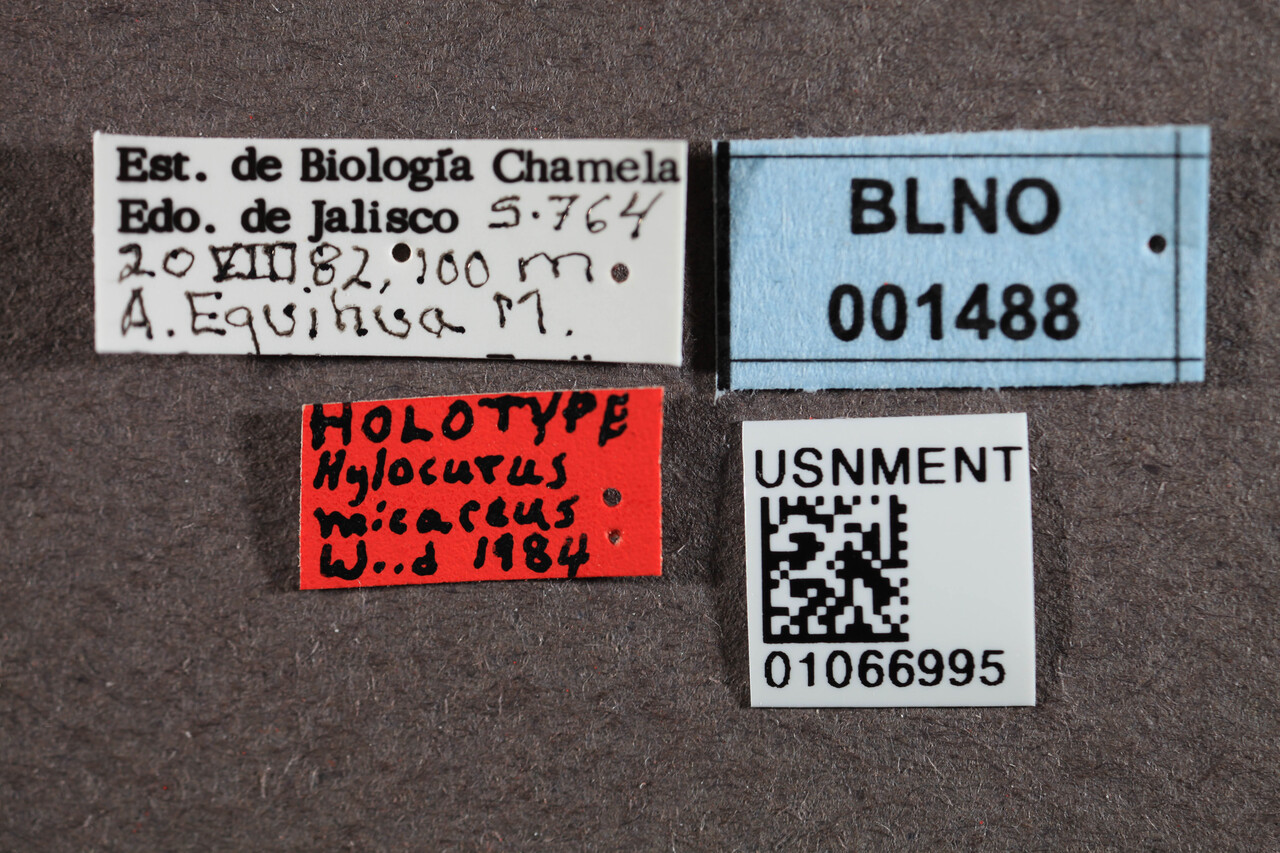 Est. de Biología Chamela
Edo. de Jalisco S.764
20 VIII 82, 100 m.
A. Equihua M.
BLNO
001488
HOLOTYPE
Hylocurus
micaceus
Wood 1984
USNMENT
01066995